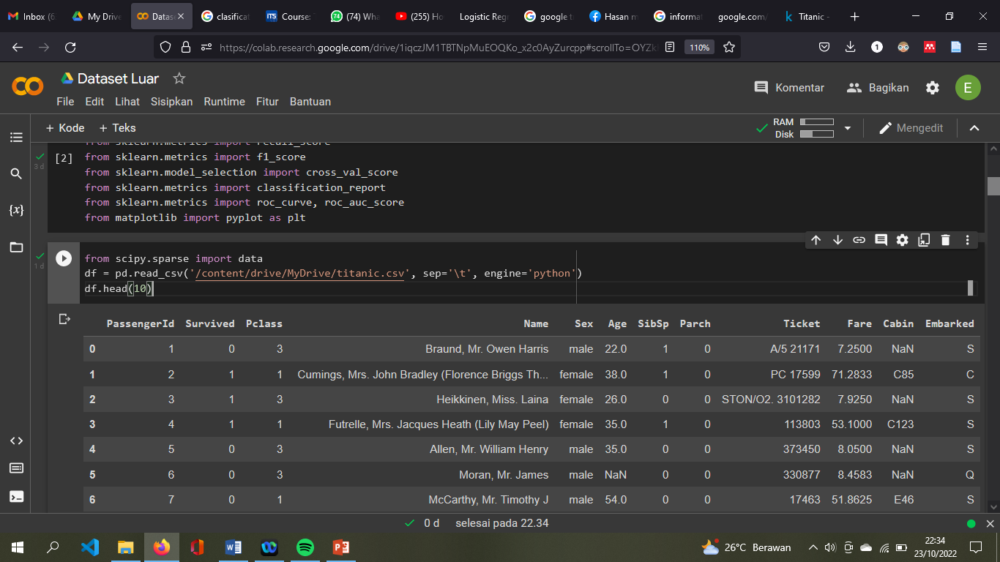 Inbox (6
My Drive
Datase
clasificat
ITS
Course:
(74) Wha
(255) Ho
Logistic Regr
google tr
Hasan m
informat
google.com/
Titanic -
https://colab.research.google.com/drive/1iqczJM1TBTNpMuEOQKo_x2c0AyZurcpp#scrollTo=OYZk
110%
Dataset Luar
File Edit Lihat Sisipkan Runtime Fitur Bantuan
Komentar
Bagikan
E
+ Kode + Teks
RAM
Disk
Mengedit
from sklearn.metrics import recall_score
[2] from sklearn.metrics import f1_score
3 d
from sklearn.model_selection import cross_val_score
from sklearn.metrics import classification_report
from sklearn.metrics import roc_curve, roc_auc_score
from matplotlib import pyplot as plt
1 d
from scipy.sparse import data
df = pd.read_csv('/content/drive/MyDrive/titanic.csv', sep='\t', engine='python')
df.head(10)
PassengerId Survived Pclass Name Sex Age SibSp Parch Ticket Fare Cabin Embarked
0 1 0 3 Braund, Mr. Owen Harris male 22.0 1 0 A/5 21171 7.2500 NaN S
1 2 1 1 Cumings, Mrs. John Bradley (Florence Briggs Th... female 38.0 1 0 PC 17599 71.2833 C85 C
2 3 1 3 Heikkinen, Miss. Laina female 26.0 0 0 STON/O2. 3101282 7.9250 NaN S
3 4 1 1 Futrelle, Mrs. Jacques Heath (Lily May Peel) female 35.0 1 0 113803 53.1000 C123 S
4 5 0 3 Allen, Mr. William Henry male 35.0 0 0 373450 8.0500 NaN S
5 6 0 3 Moran, Mr. James male NaN 0 0 330877 8.4583 NaN Q
6 7 0 1 McCarthy, Mr. Timothy J male 54.0 0 0 17463 51.8625 E46 S
0 d selesai pada 22.34
26°C Berawan
22:34
23/10/2022